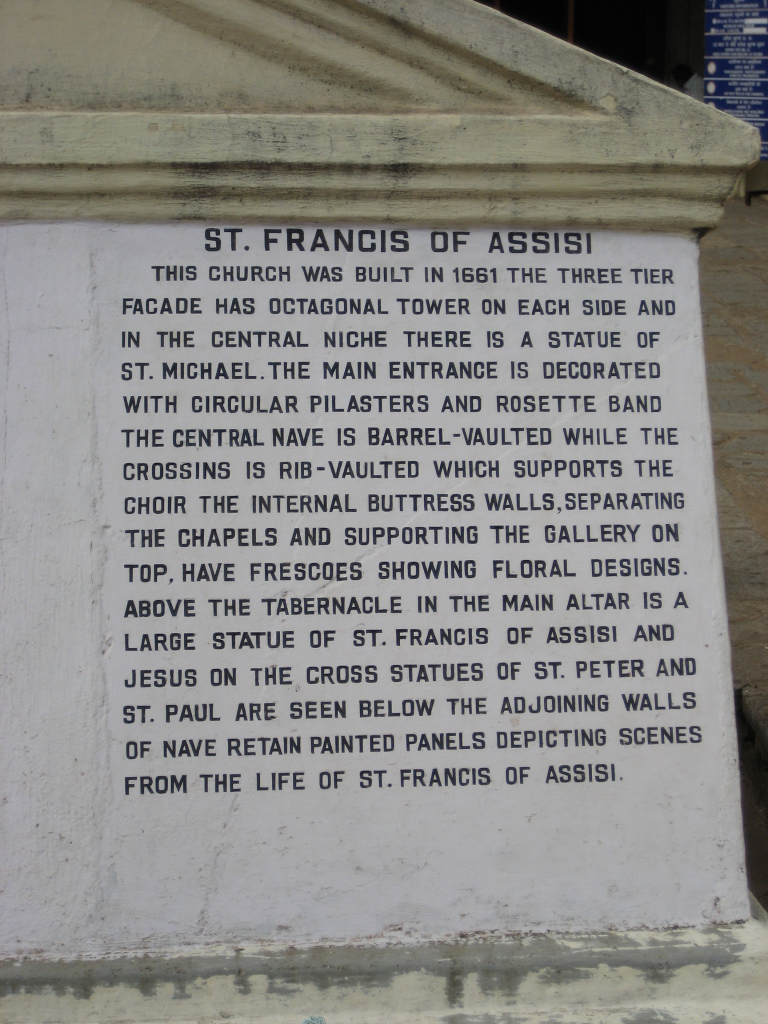 ST. FRANCIS OF ASSISI
THIS CHURCH WAS BUILT IN 1661 THE THREE TIER
FACADE HAS OCTAGONAL TOWER ON EACH SIDE AND
IN THE CENTRAL NICHE THERE IS A STATUE OF
ST. MICHAEL. THE MAIN ENTRANCE IS DECORATED
WITH CIRCULAR PILASTERS AND ROSETTE BAND
THE CENTRAL NAVE IS BARREL-VAULTED WHILE THE
CROSSINS IS RIB-VAULTED WHICH SUPPORTS THE
CHOIR THE INTERNAL BUTTRESS WALLS, SEPARATING
THE CHAPELS AND SUPPORTING THE GALLERY ON
TOP, HAVE FRESCOES SHOWING FLORAL DESIGNS.
ABOVE THE TABERNACLE IN THE MAIN ALTAR IS A
LARGE STATUE OF ST. FRANCIS OF ASSISI AND
JESUS ON THE CROSS STATUES OF ST. PETER AND
ST. PAUL ARE SEEN BELOW THE ADJOINING WALLS
OF NAVE RETAIN PAINTED PANELS DEPICTING SCENES
FROM THE LIFE OF ST. FRANCIS OF ASSISI.